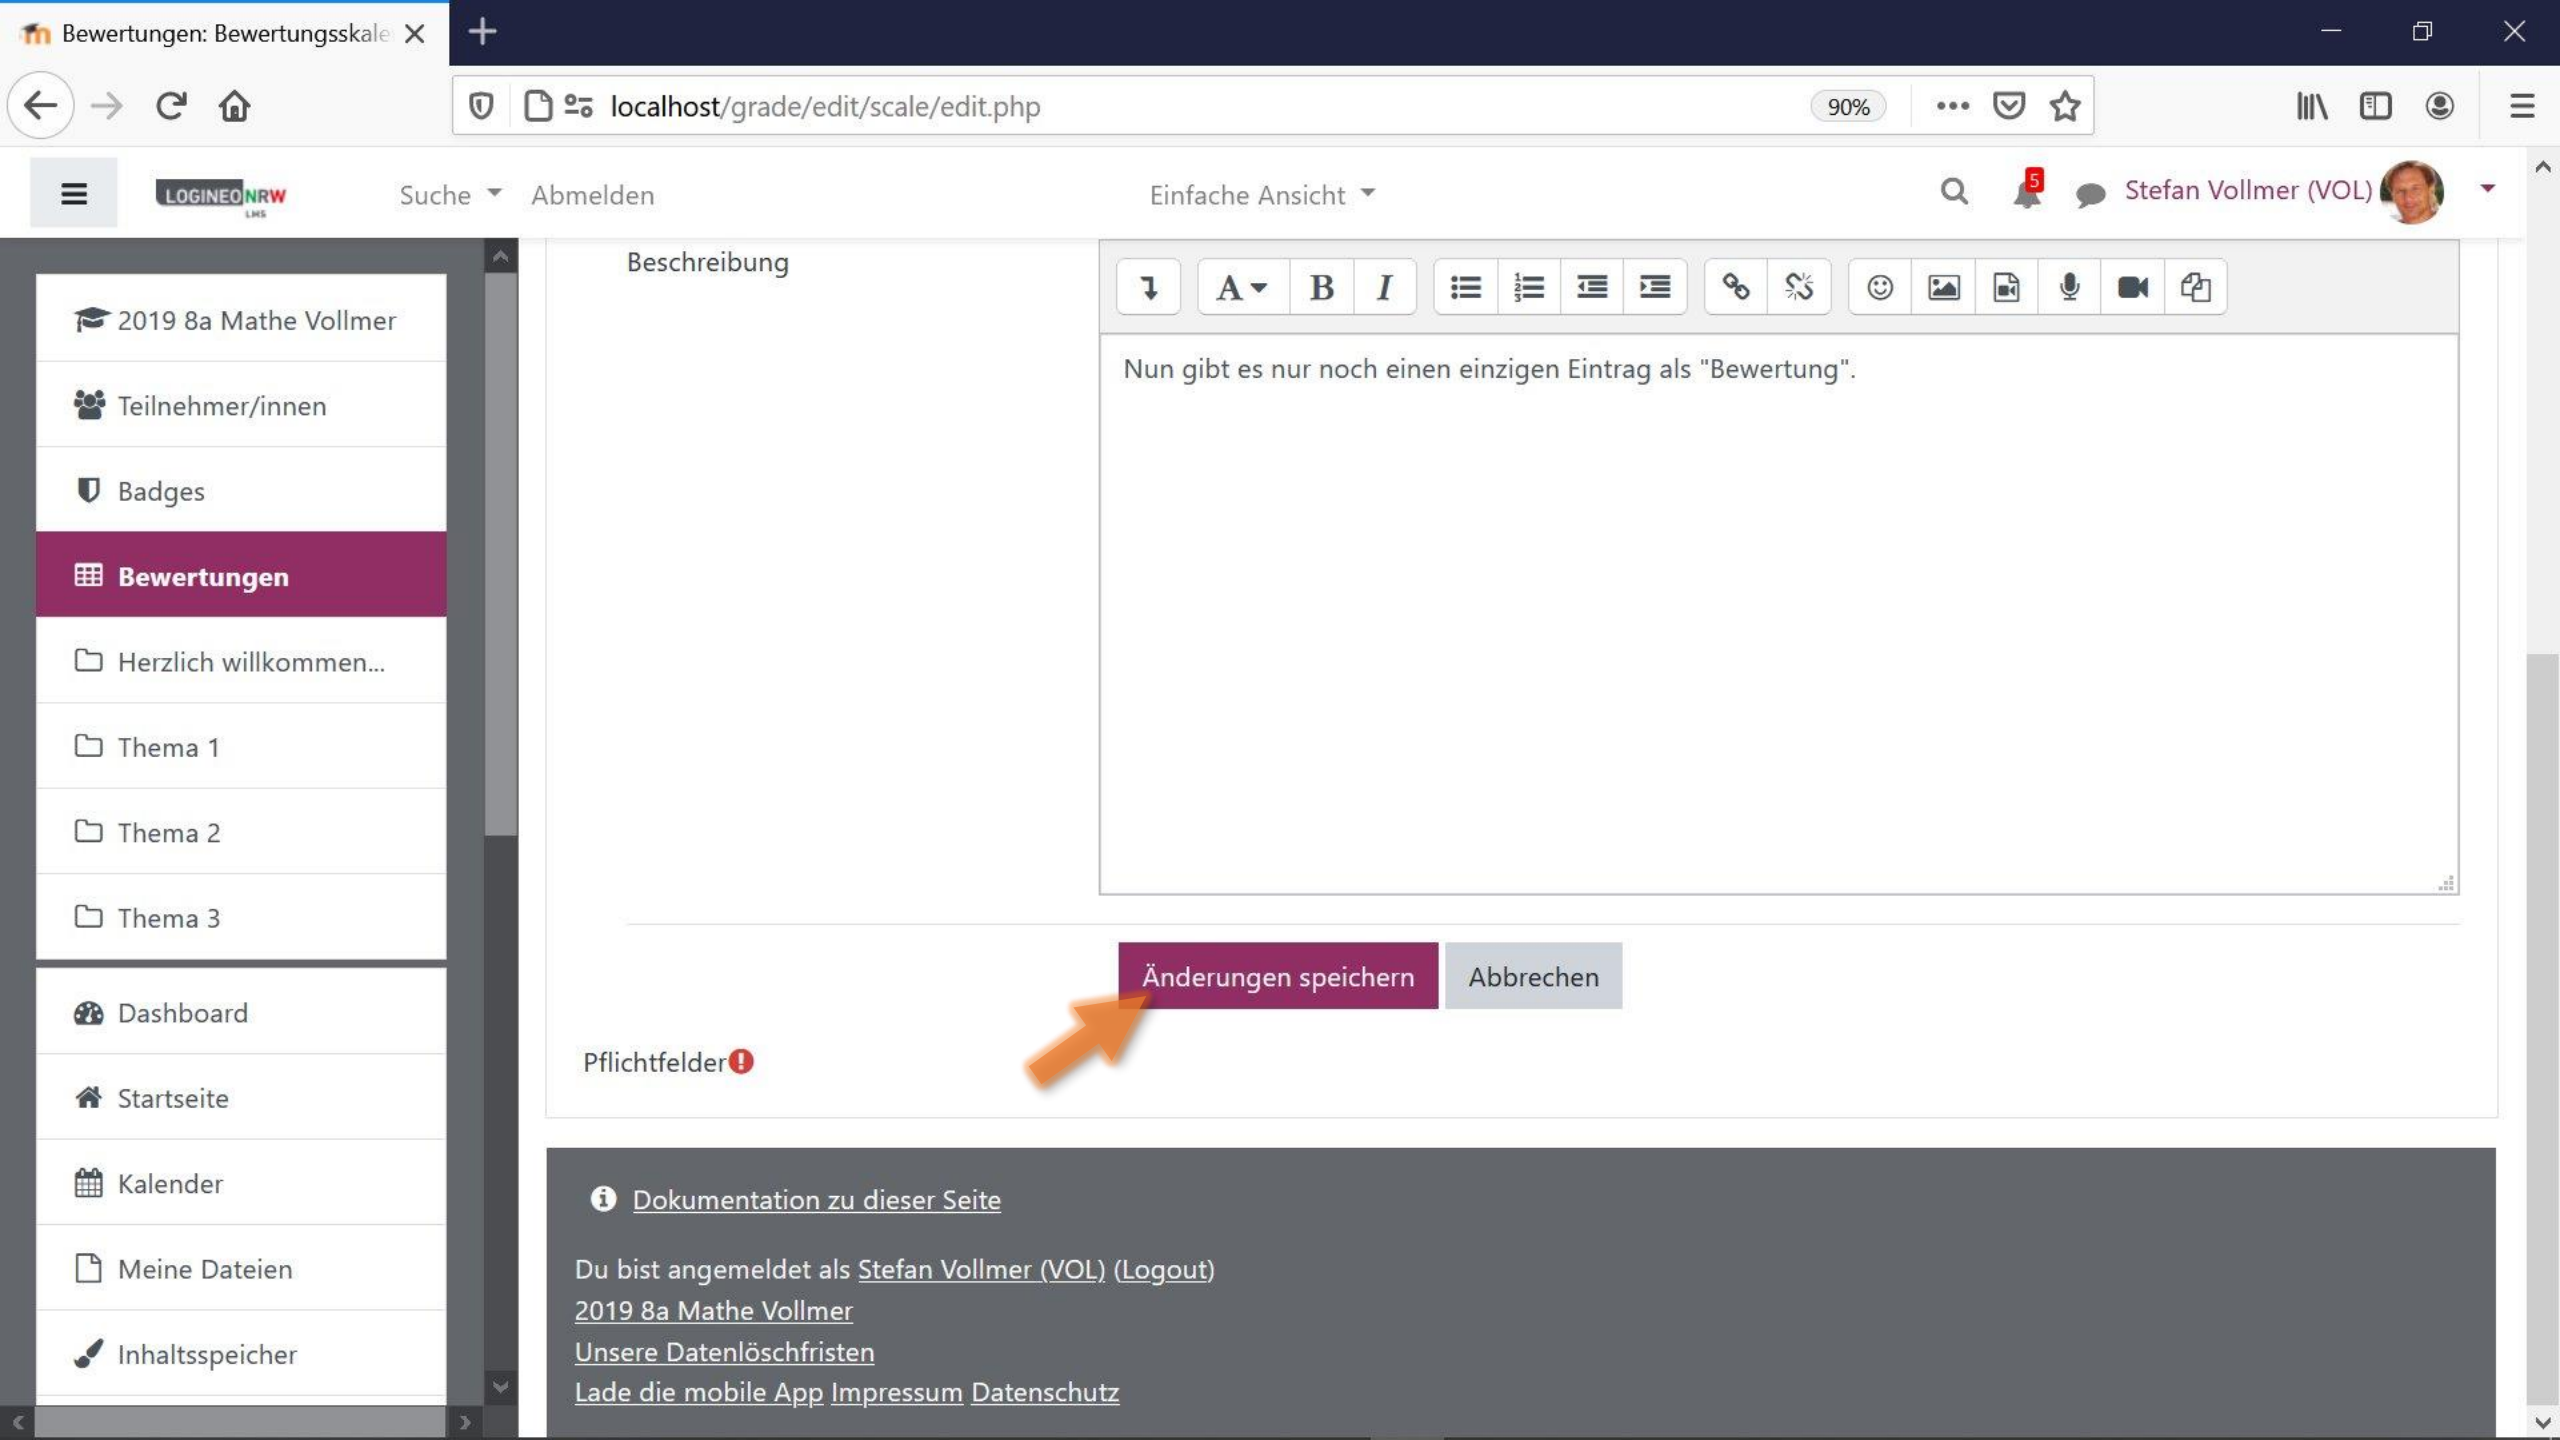 Bewertungen: Bewertungsskale
localhost/grade/edit/scale/edit.php
90%
LOGINEO NRW
LMS
Suche
Abmelden
Einfache Ansicht
5
Stefan Vollmer (VOL)
2019 8a Mathe Vollmer
Teilnehmer/innen
Badges
Bewertungen
Herzlich willkommen...
Thema 1
Thema 2
Thema 3
Dashboard
Startseite
Kalender
Meine Dateien
Inhaltsspeicher
Beschreibung
A
B
I
Nun gibt es nur noch einen einzigen Eintrag als "Bewertung".
Änderungen speichern
Abbrechen
Pflichtfelder
Dokumentation zu dieser Seite
Du bist angemeldet als Stefan Vollmer (VOL) (Logout)
2019 8a Mathe Vollmer
Unsere Datenlöschfristen
Lade die mobile App Impressum Datenschutz